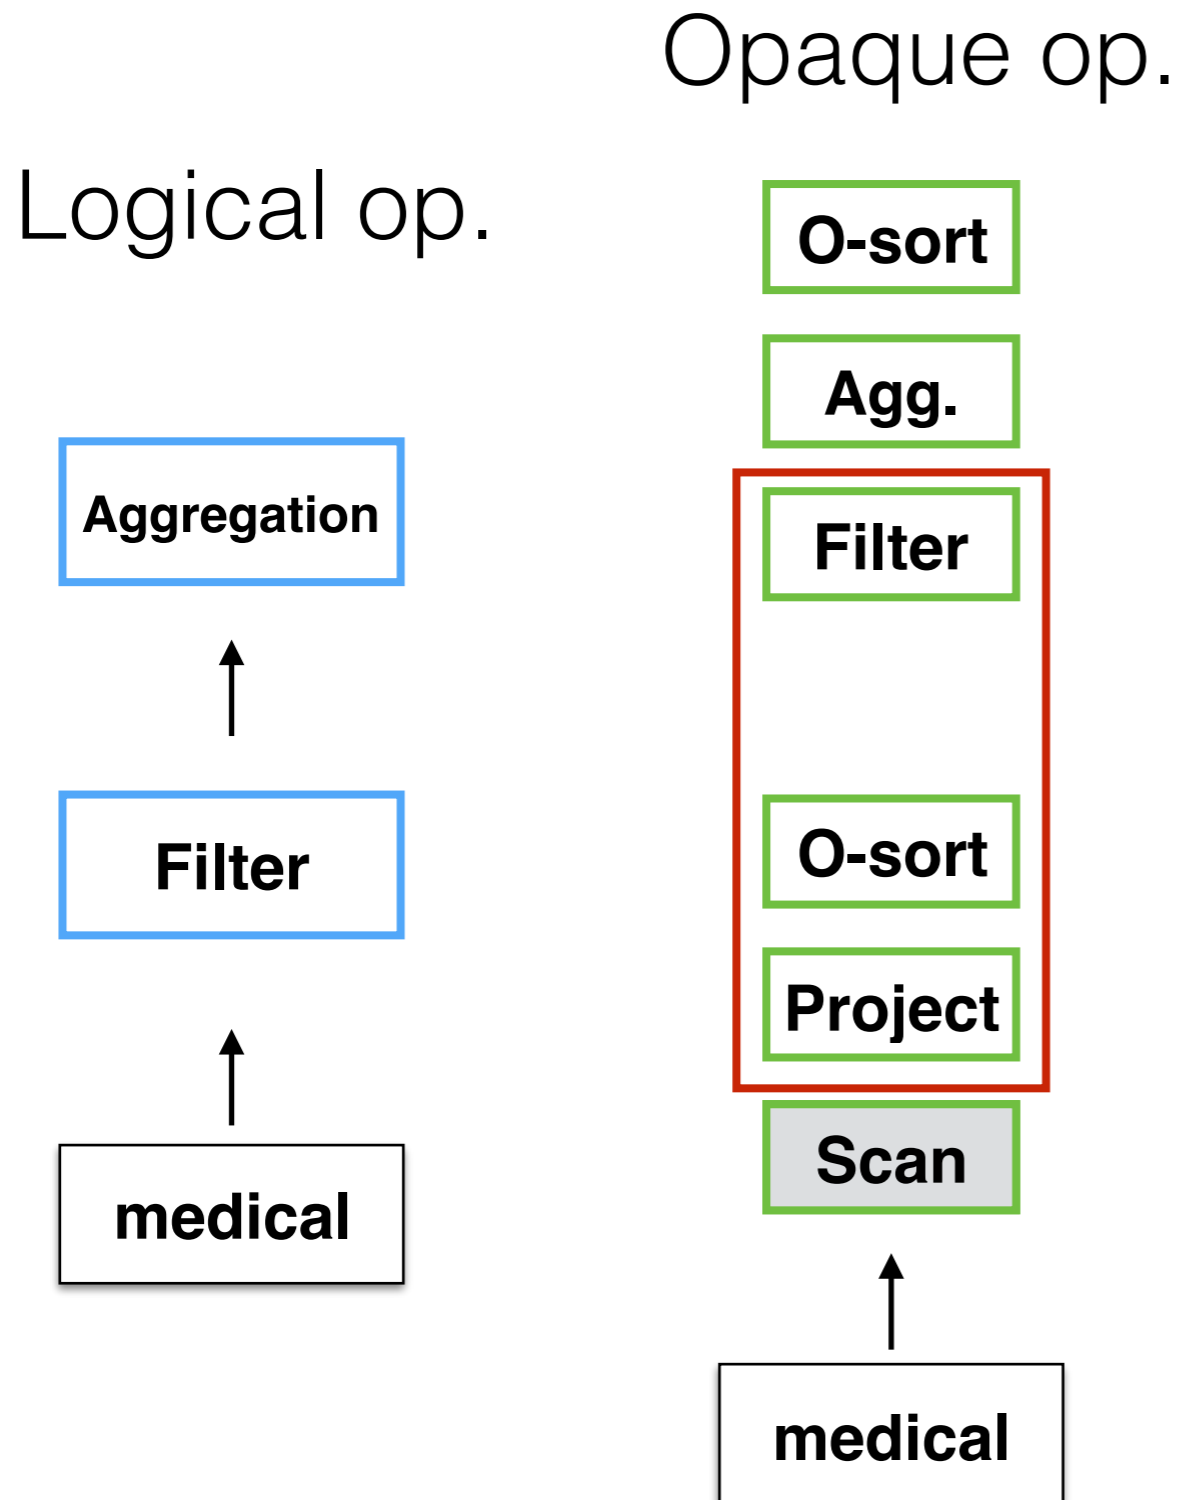 Logical op.
Aggregation
Filter
medical
Opaque op.
O-sort
Agg.
Filter
O-sort
Project
Scan
medical